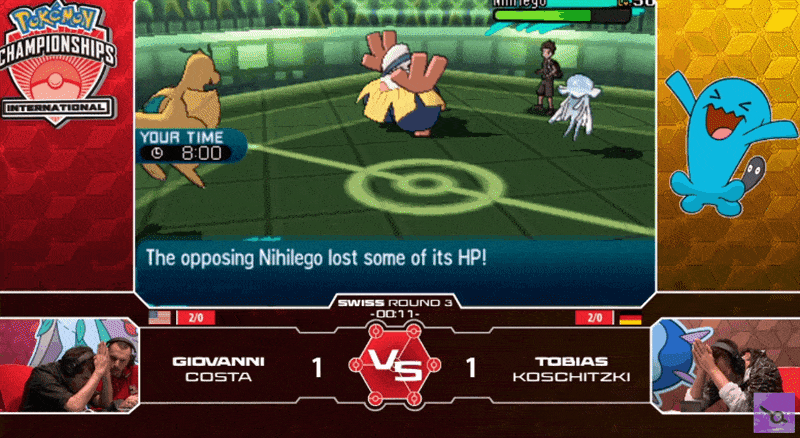 Pokémon
CHAMPIONSHIPS
INTERNATIONAL
Nihilego
YOUR TIME
8:00
The opposing Nihilego lost some of its HP!
SWISS ROUND 3
-00:11-
2/0
2/0
GIOVANNI
COSTA
1
VS
1
TOBIAS
KOSCHITZKI